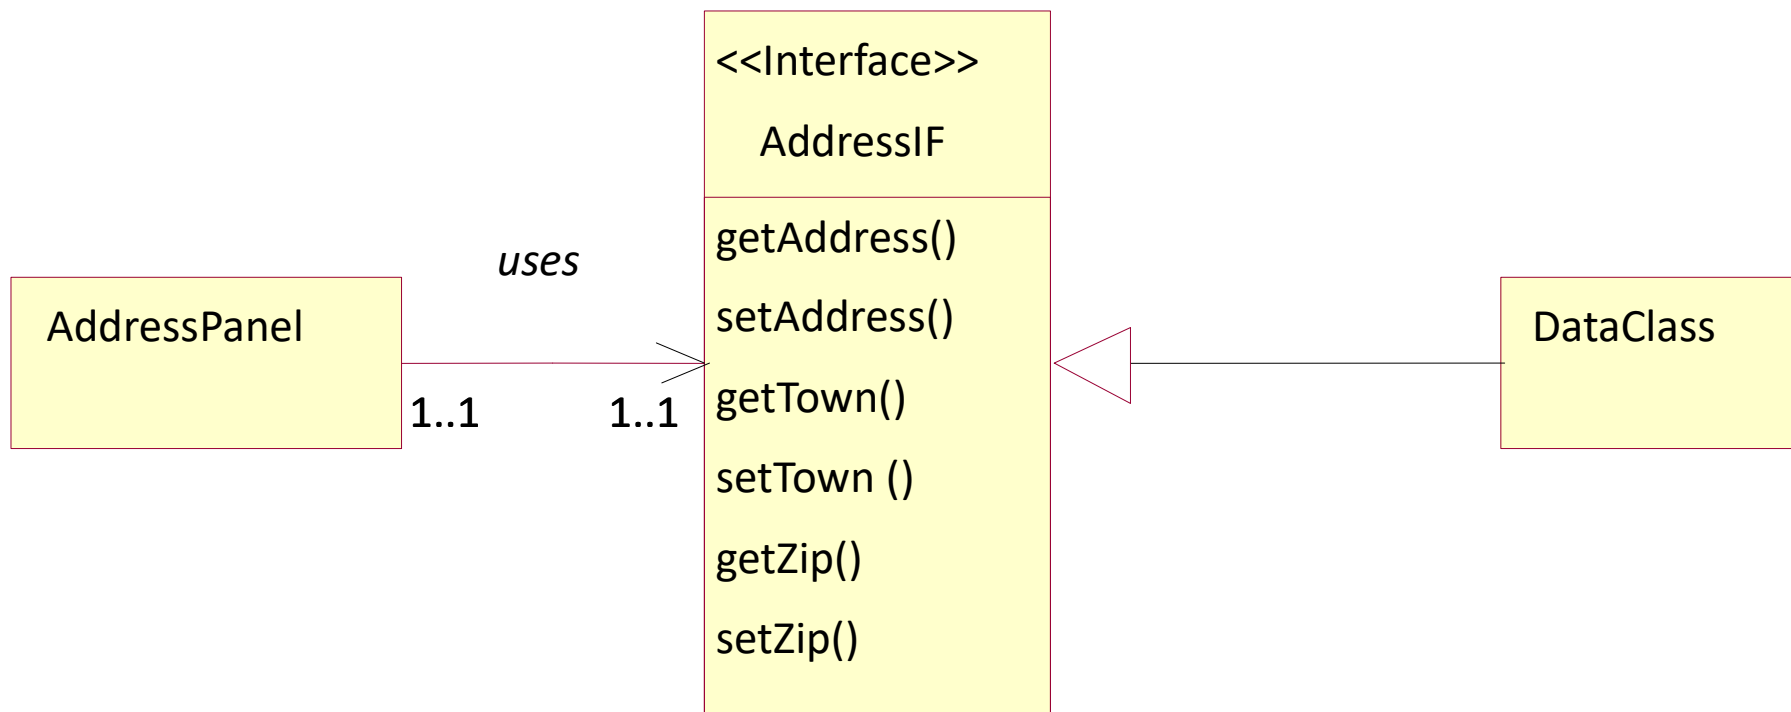 <<Interface>>
AddressIF
getAddress()
setAddress()
getTown()
setTown ()
getZip()
setZip()
AddressPanel
uses
1..1
1..1
DataClass